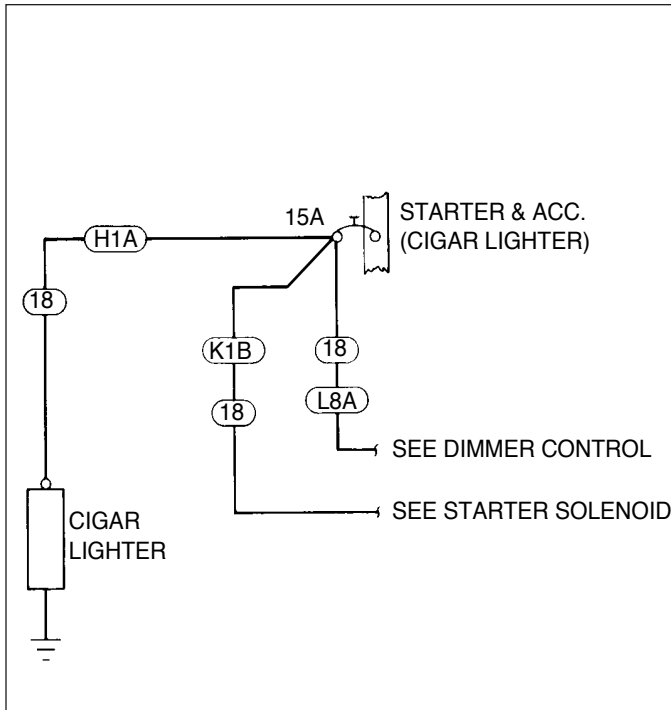 15A
STARTER & ACC.
(CIGAR LIGHTER)
H1A
18
K1B
18
18
L8A
SEE DIMMER CONTROL
SEE STARTER SOLENOID
CIGAR
LIGHTER